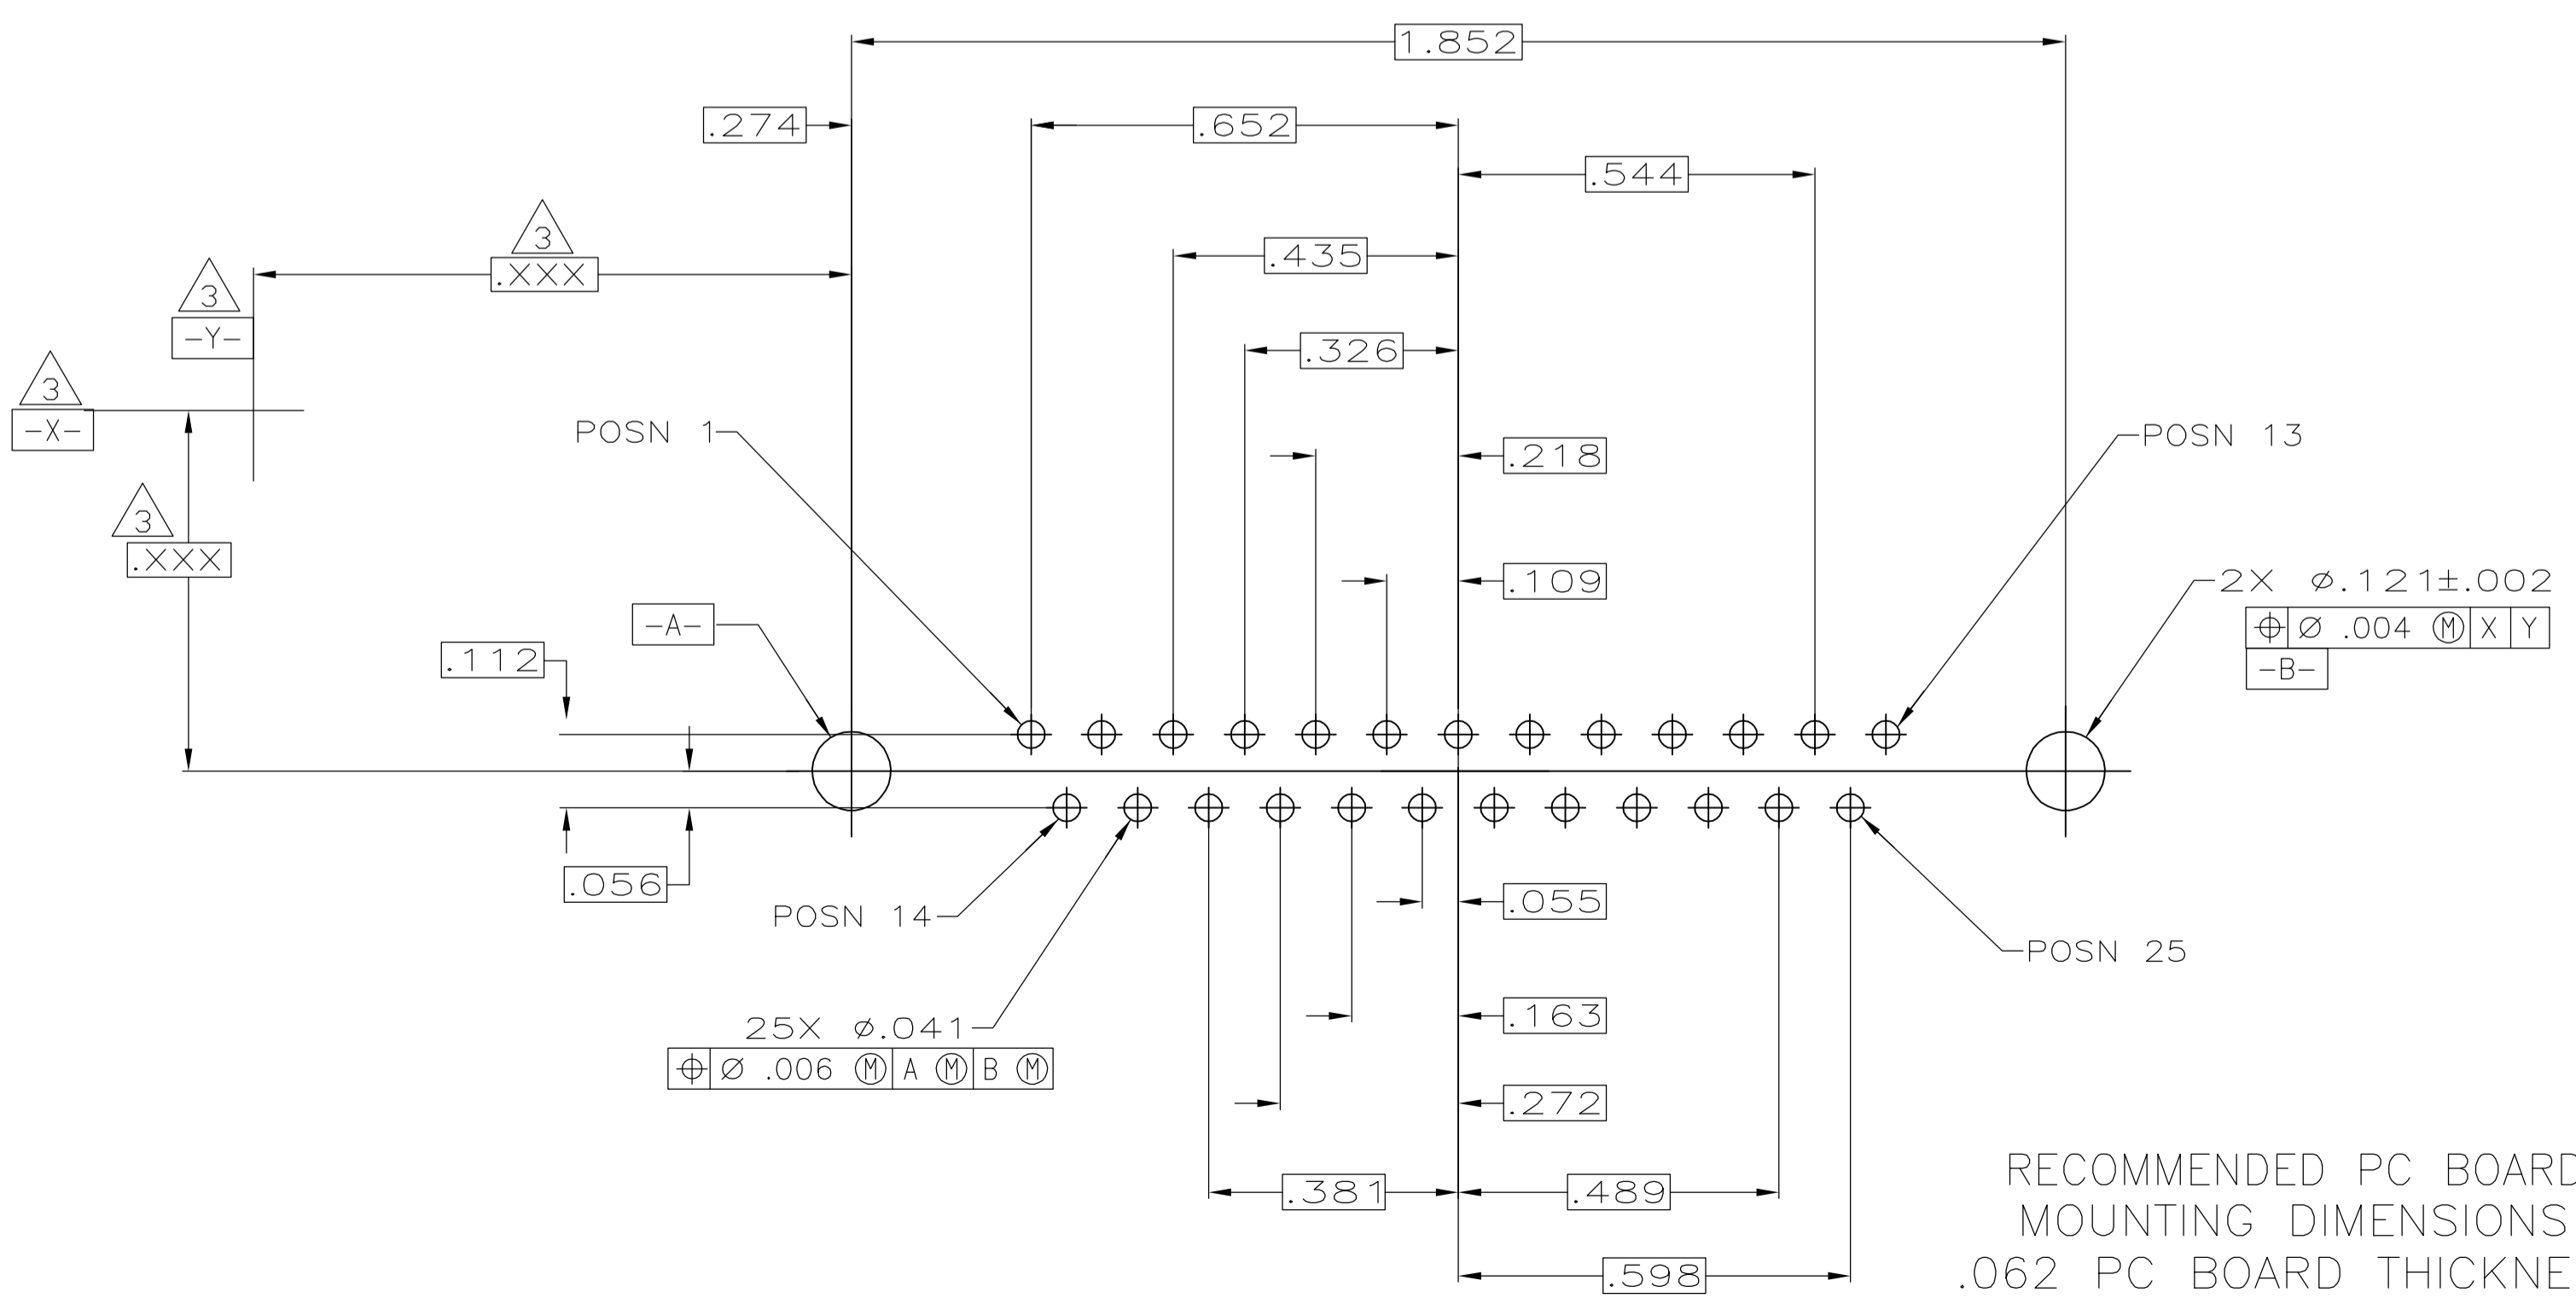 1.852
.274
.652
.544
3
.435
.XXX
3
-Y-
.326
3
-X-
POSN 1
.218
POSN 13
3
.XXX
.109
2X ⌀.121±.002
⌖ ⌀ .004 Ⓜ X Y
-A-
.112
-B-
.056
.055
POSN 14
POSN 25
.163
25X ⌀.041
⌖ ⌀ .006 Ⓜ A Ⓜ B Ⓜ
.272
.381
.489
.598
RECOMMENDED PC BOARD
MOUNTING DIMENSIONS
.062 PC BOARD THICKNE